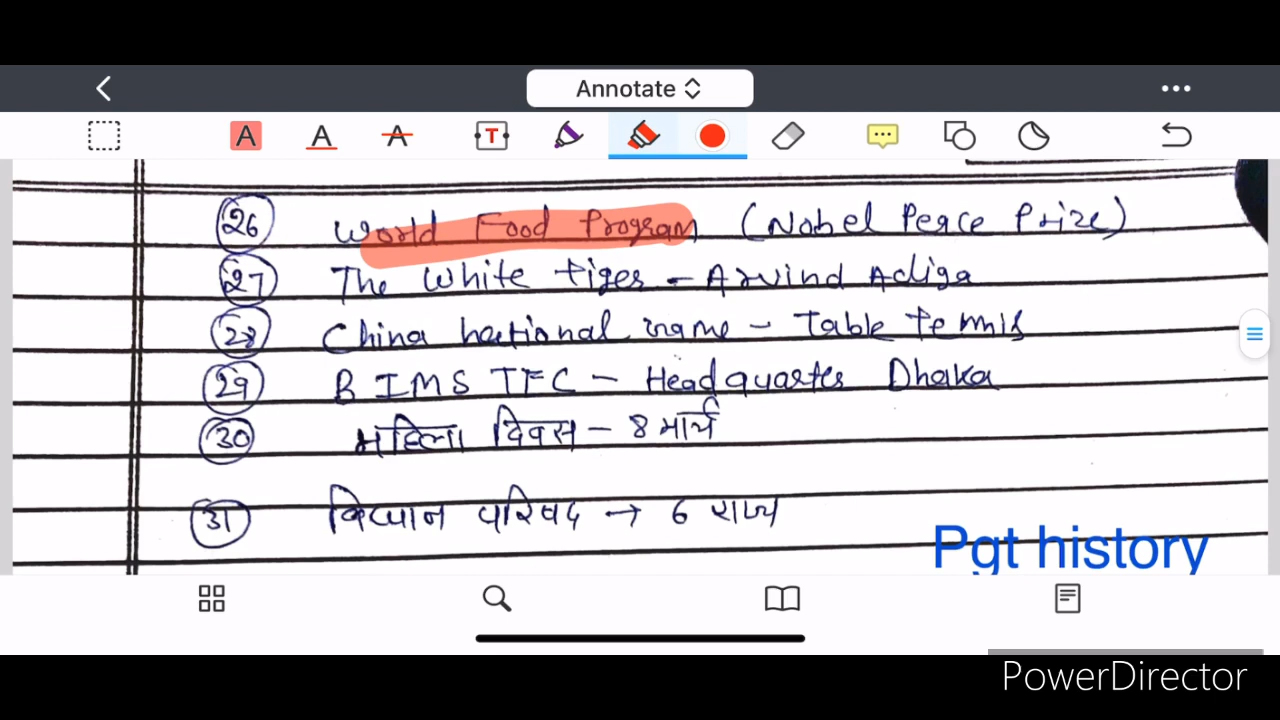 Annotate
A A A T
26 World Food Program (Nobel Peace Prize)
27 The White tiger - Arvind Adiga
28 China national name - Table Tennis
29 BIMSTEC - Headquarter Dhaka
30 महिला दिवस - 8 मार्च
31 विधान परिषद → 6 राज्य
Pgt history
PowerDirector